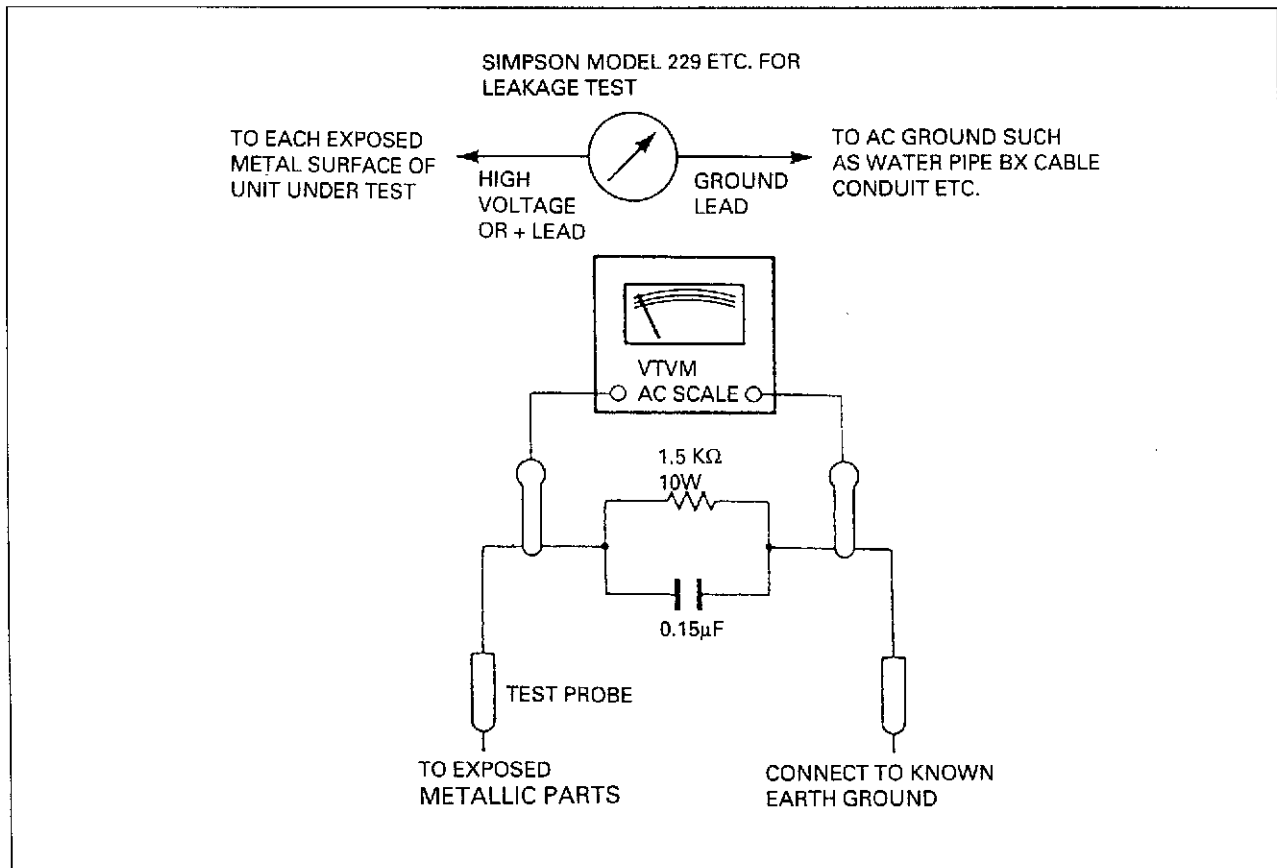 SIMPSON MODEL 229 ETC. FOR
LEAKAGE TEST
TO EACH EXPOSED
METAL SURFACE OF
UNIT UNDER TEST
HIGH
VOLTAGE
OR + LEAD
GROUND
LEAD
TO AC GROUND SUCH
AS WATER PIPE BX CABLE
CONDUIT ETC.
VTVM
AC SCALE
1.5 KΩ
10W
0.15µF
TEST PROBE
TO EXPOSED
METALLIC PARTS
CONNECT TO KNOWN
EARTH GROUND